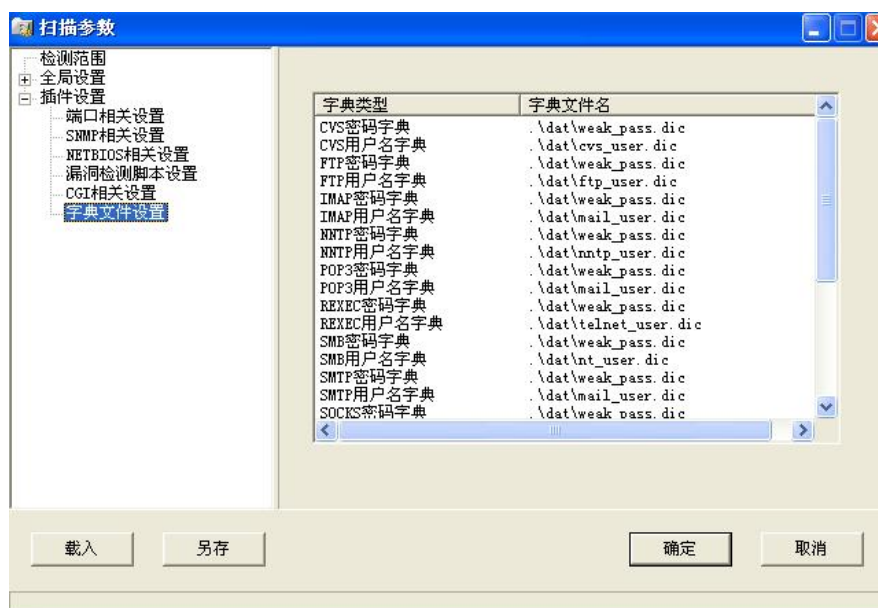 扫描参数
检测范围
全局设置
插件设置
端口相关设置
SNMP相关设置
NETBIOS相关设置
漏洞检测脚本设置
CGI相关设置
字典文件设置
字典类型 字典文件名
CVS密码字典 .\dat\weak_pass.dic
CVS用户名字典 .\dat\cvs_user.dic
FTP密码字典 .\dat\weak_pass.dic
FTP用户名字典 .\dat\ftp_user.dic
IMAP密码字典 .\dat\weak_pass.dic
IMAP用户名字典 .\dat\mail_user.dic
NNTP密码字典 .\dat\weak_pass.dic
NNTP用户名字典 .\dat\nntp_user.dic
POP3密码字典 .\dat\weak_pass.dic
POP3用户名字典 .\dat\mail_user.dic
REXEC密码字典 .\dat\weak_pass.dic
REXEC用户名字典 .\dat\telnet_user.dic
SMB密码字典 .\dat\weak_pass.dic
SMB用户名字典 .\dat\nt_user.dic
SMTP密码字典 .\dat\weak_pass.dic
SMTP用户名字典 .\dat\mail_user.dic
SOCKS密码字典 .\dat\weak_pass.dic
载入 另存 确定 取消